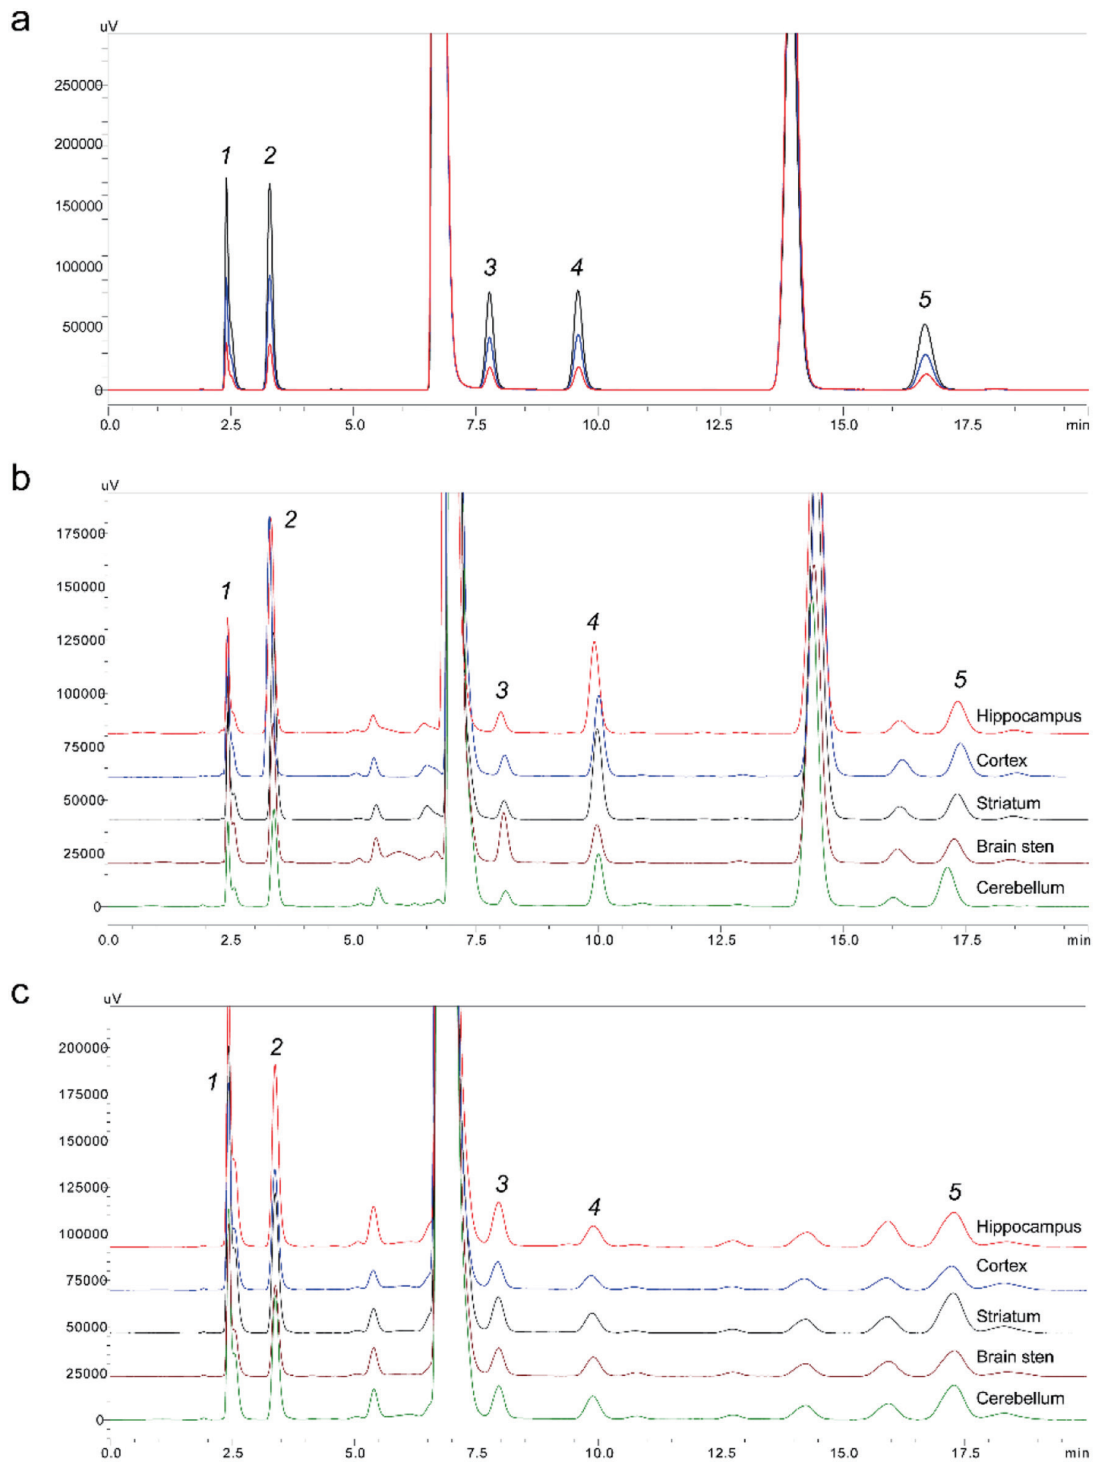 a
uV
250000
200000
1 2
150000
100000
3 4
5
50000
0
0.0 2.5 5.0 7.5 10.0 12.5 15.0 17.5 min
b
uV
2
175000
1
150000
4
125000
3 5
100000
Hippocampus
75000
Cortex
50000
Striatum
25000
Brain sten
Cerebellum
0
0.0 2.5 5.0 7.5 10.0 12.5 15.0 17.5 min
c
uV
200000
2
1
175000
150000
125000
3 4 5
100000
Hippocampus
75000
Cortex
50000
Striatum
25000
Brain sten
Cerebellum
0
0.0 2.5 5.0 7.5 10.0 12.5 15.0 17.5 min